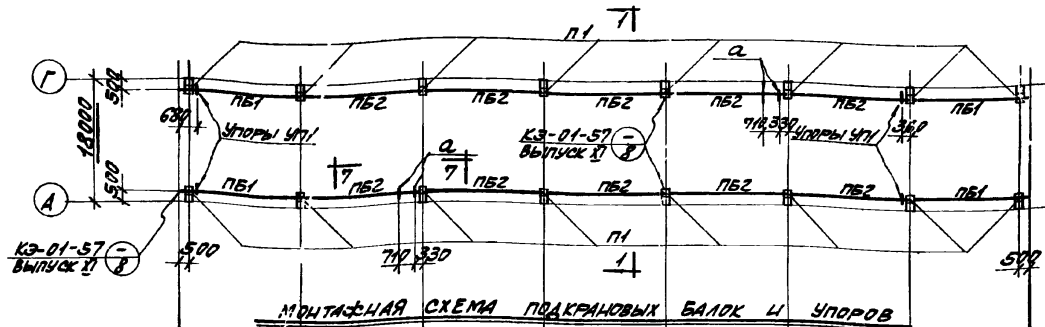 1
П1
Г
500
18000
500
А
680
УПОРЫ УП1
ПБ1 ПБ2 ПБ2 ПБ2 ПБ2 ПБ2 ПБ1
а
710 330
УПОРЫ УП1
360
КЭ-01-57 –
ВЫПУСК XI 8
а
7 7
ПБ1 ПБ2 ПБ2 ПБ2 ПБ2 ПБ2 ПБ1
КЭ-01-57 –
ВЫПУСК XI 8
500
710 330
П1
1
500
МОНТАЖНАЯ СХЕМА ПОДКРАНОВЫХ БАЛОК И УПОРОВ